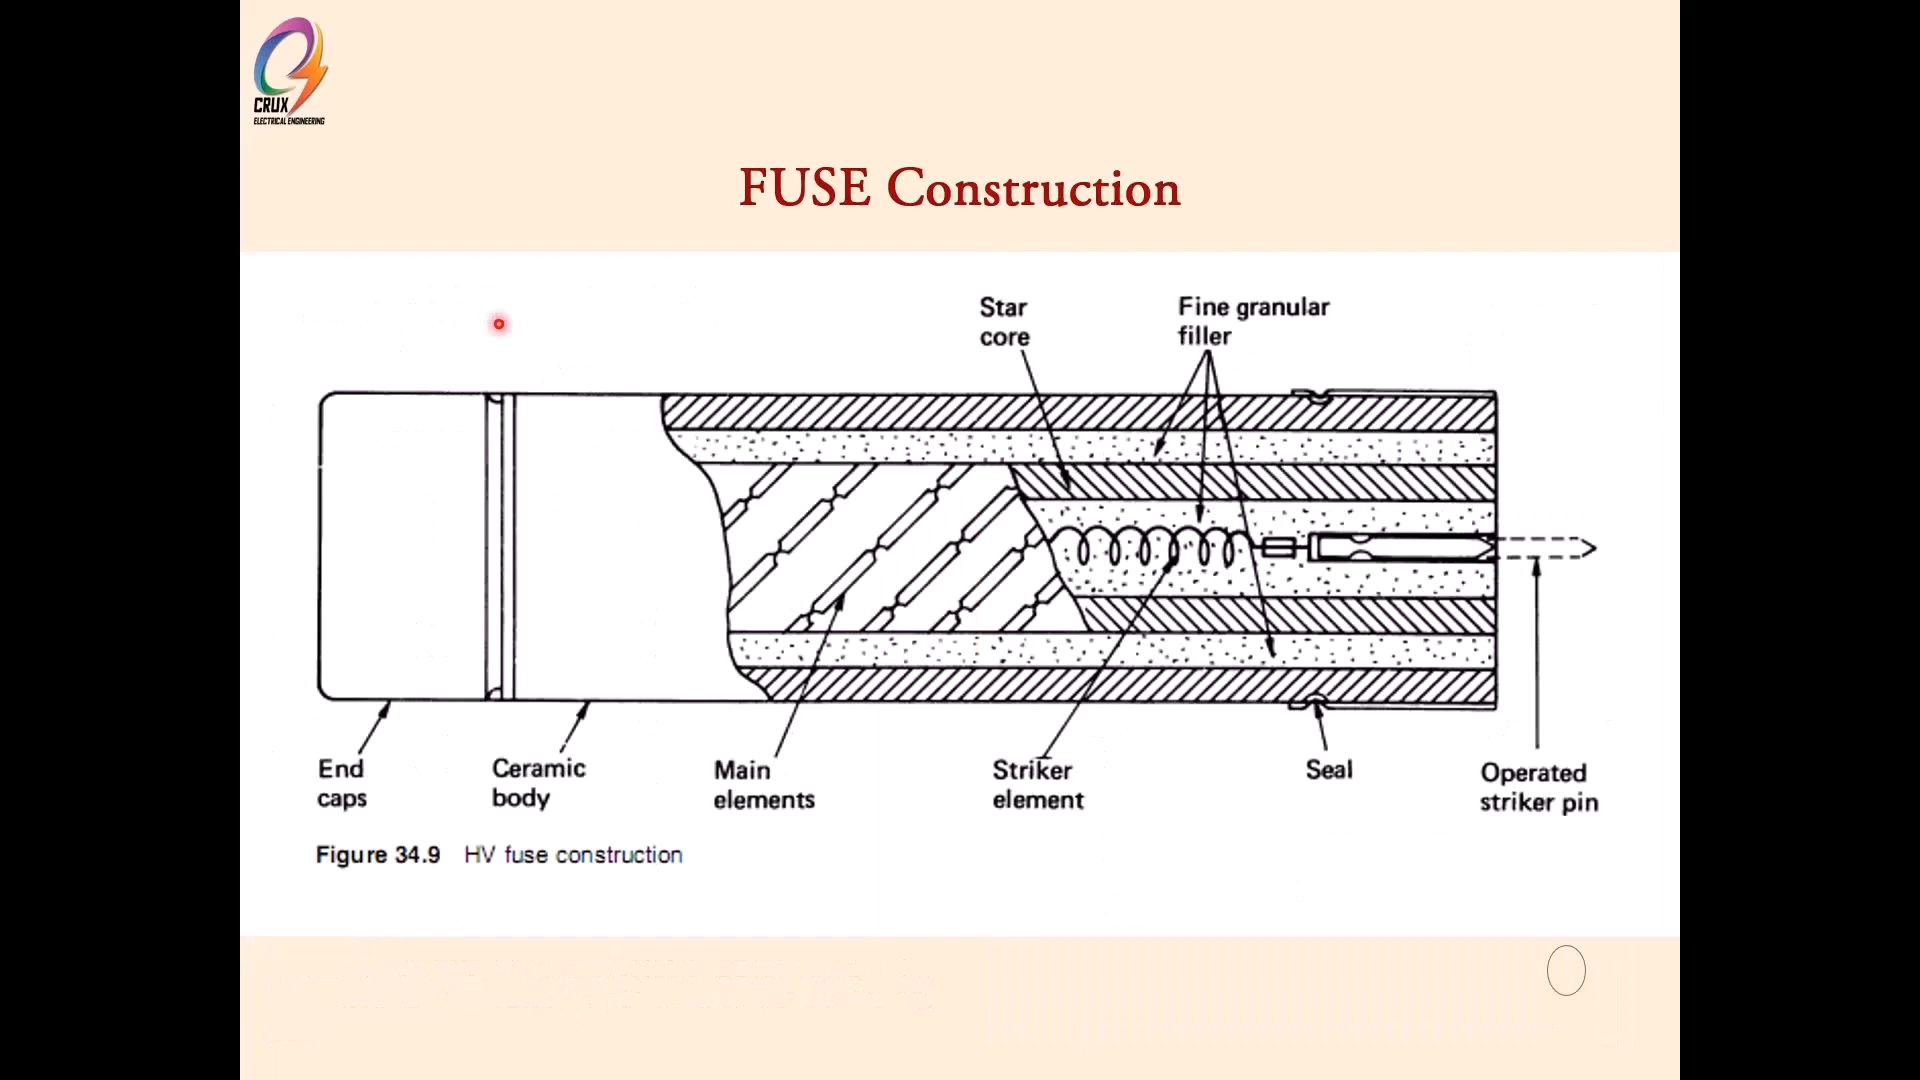 CRUX
ELECTRICAL ENGINEERING
FUSE Construction
Star
core
Fine granular
filler
End
caps
Ceramic
body
Main
elements
Striker
element
Seal
Operated
striker pin
Figure 34.9 HV fuse construction